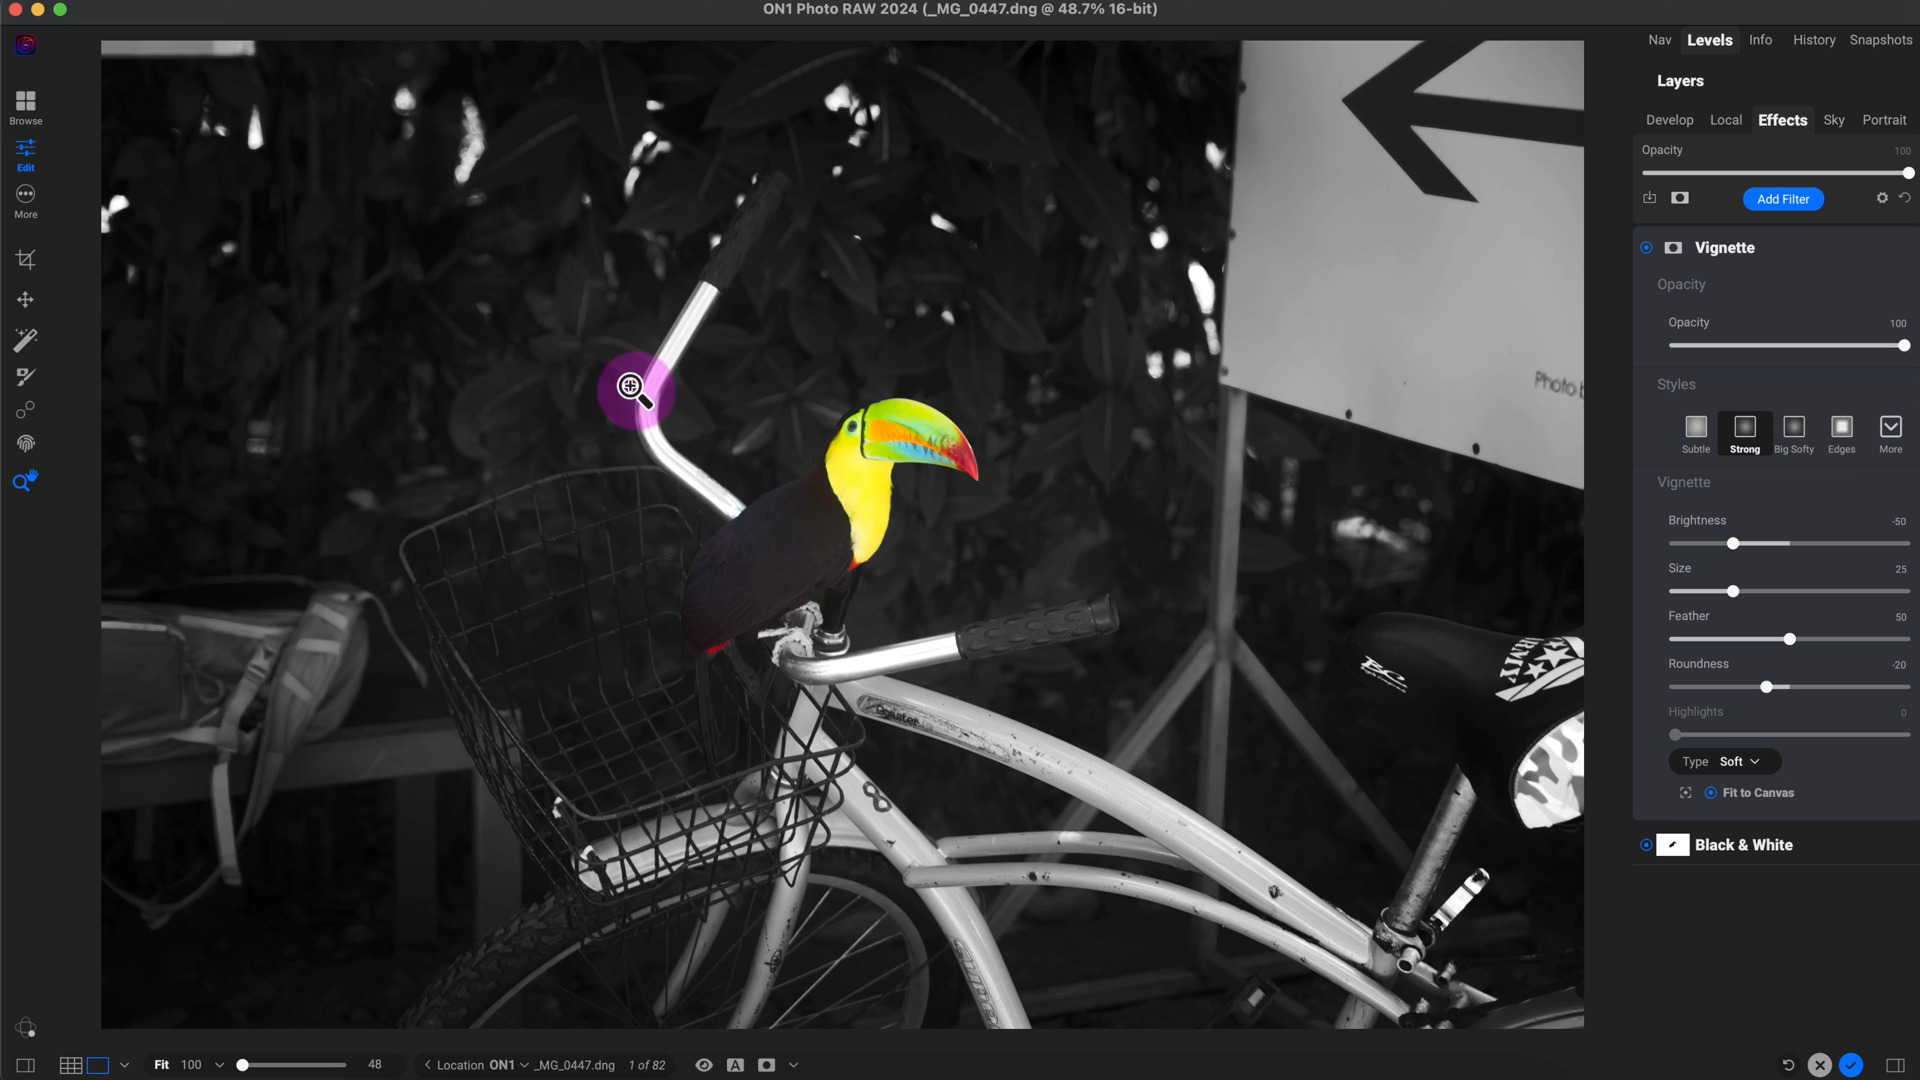 ON1 Photo RAW 2024 (_MG_0447.dng @ 48.7% 16-bit)
Nav Levels Info History Snapshots
Layers
Browse
Develop Local Effects Sky Portrait
Opacity 100
Edit
Add Filter
More
Vignette
Opacity
Opacity 100
Photo b
Styles
Subtle Strong Big Softy Edges More
Vignette
Brightness -50
Size 25
Feather 50
Roundness -20
Highlights 0
Type Soft
Fit to Canvas
Black & White
Fit 100 48 Location ON1 _MG_0447.dng 1 of 82 A